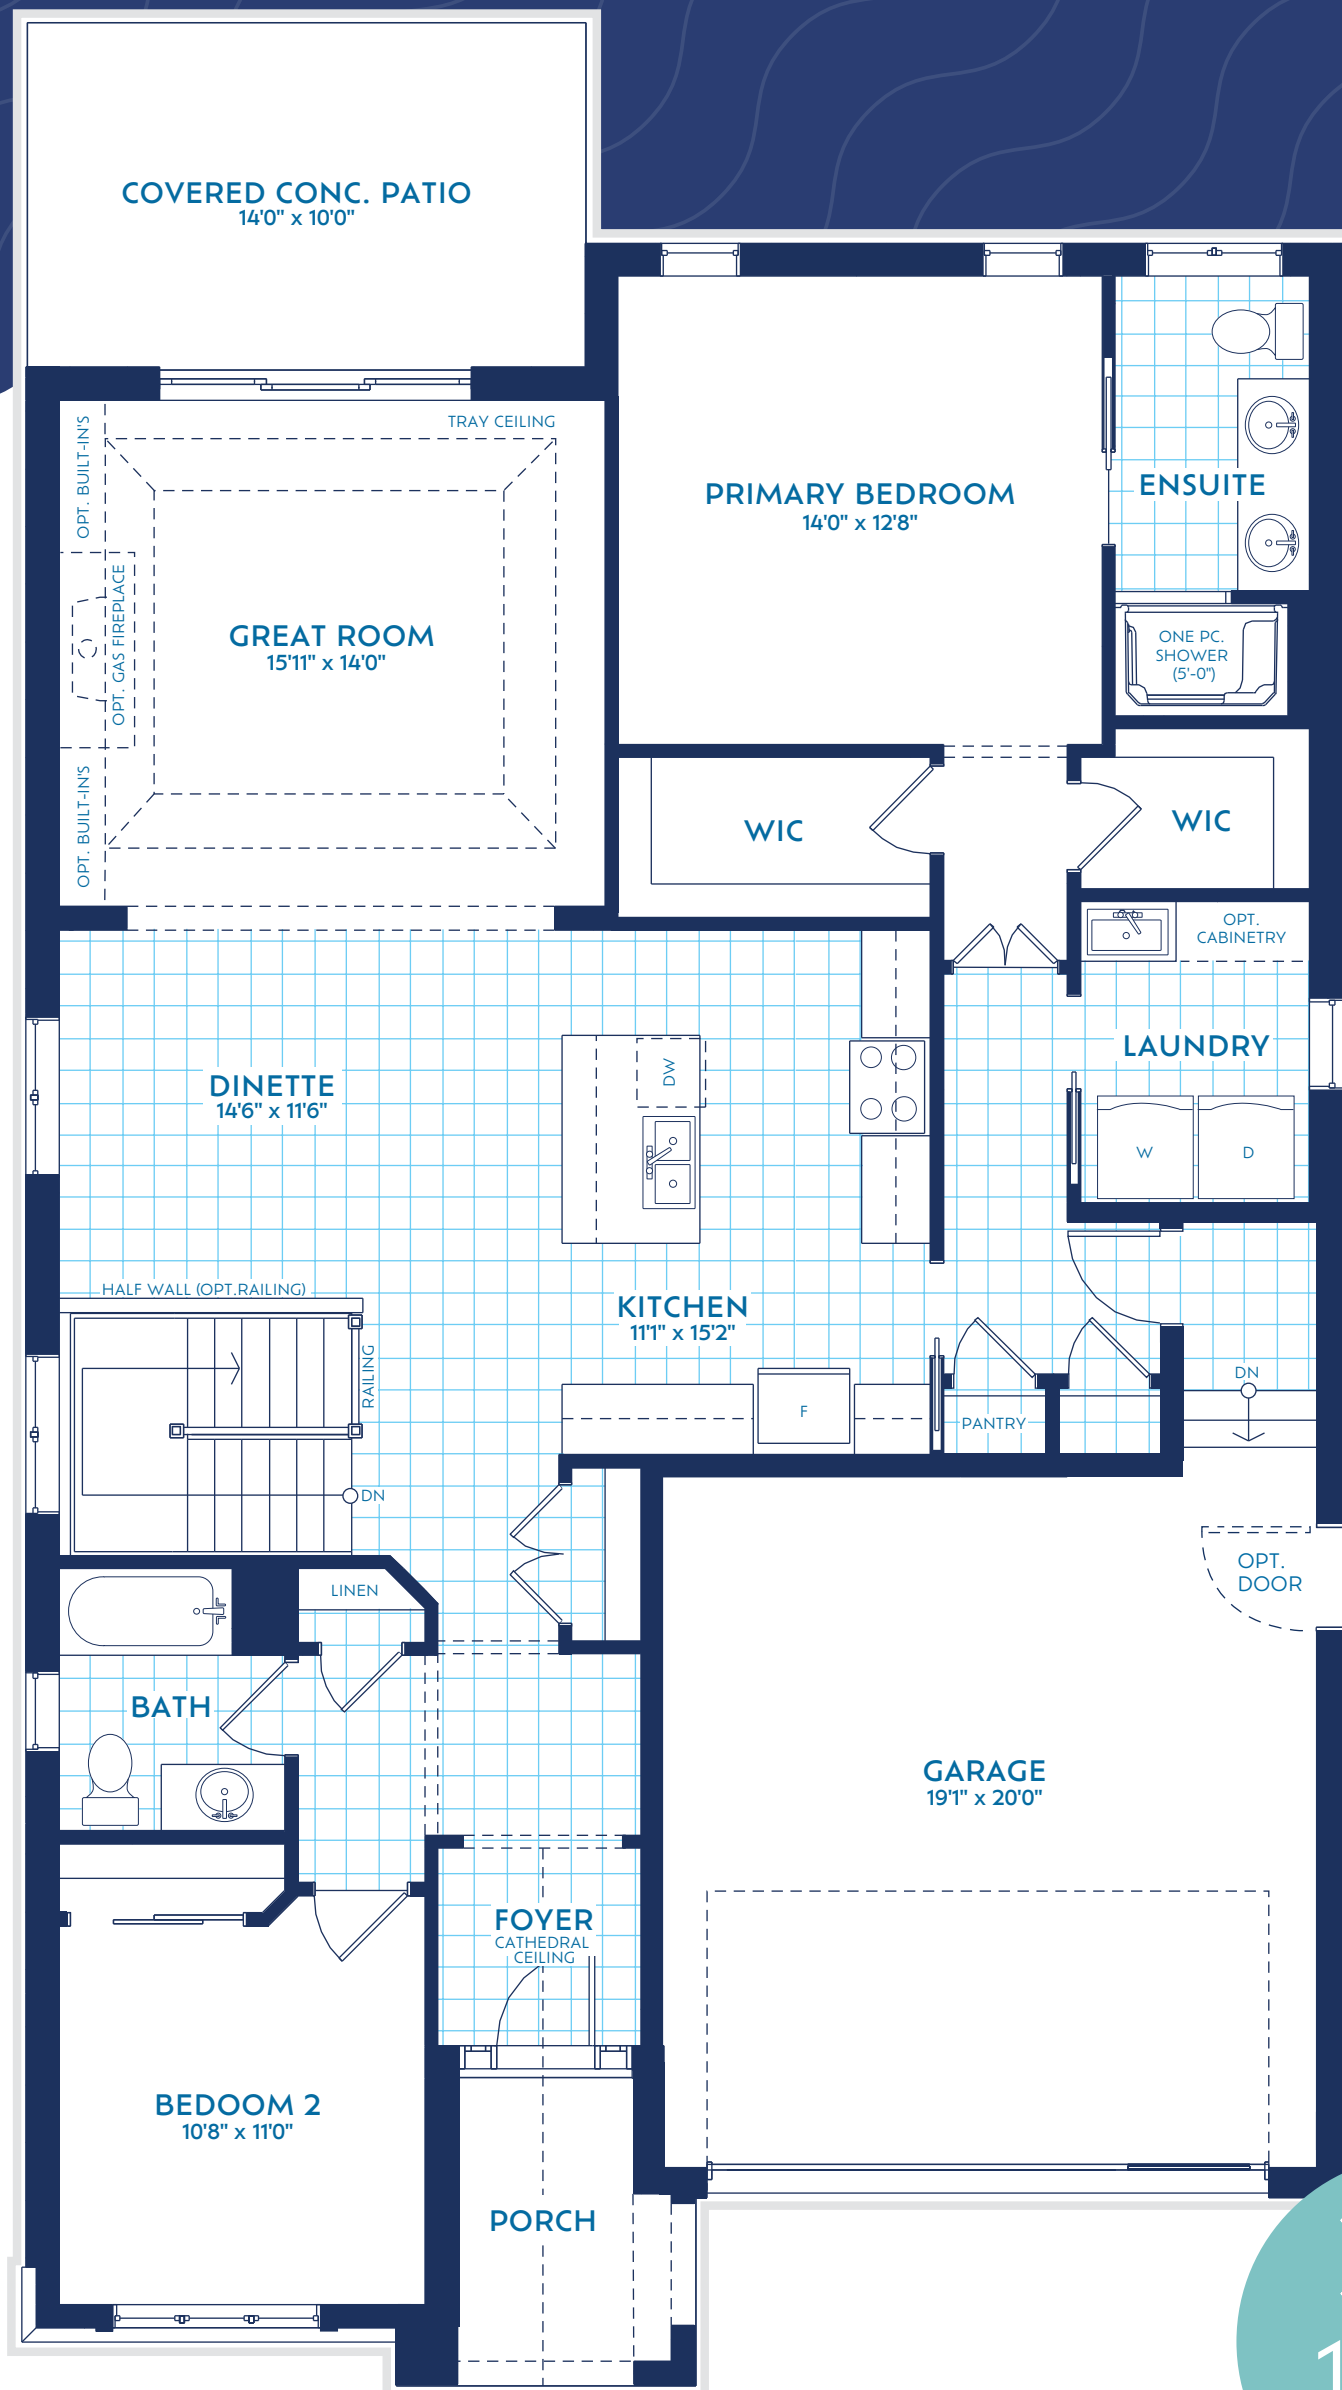 COVERED CONC. PATIO
14'0" x 10'0"
TRAY CEILING
OPT. BUILT-IN'S
OPT. GAS FIREPLACE
OPT. BUILT-IN'S
GREAT ROOM
15'11" x 14'0"
PRIMARY BEDROOM
14'0" x 12'8"
ENSUITE
ONE PC.
SHOWER
(5'-0")
WIC
WIC
OPT.
CABINETRY
LAUNDRY
W
D
DINETTE
14'6" x 11'6"
DW
HALF WALL (OPT.RAILING)
RAILING
KITCHEN
11'1" x 15'2"
F
PANTRY
DN
DN
OPT.
DOOR
LINEN
BATH
GARAGE
19'1" x 20'0"
FOYER
CATHEDRAL
CEILING
BEDOOM 2
10'8" x 11'0"
PORCH